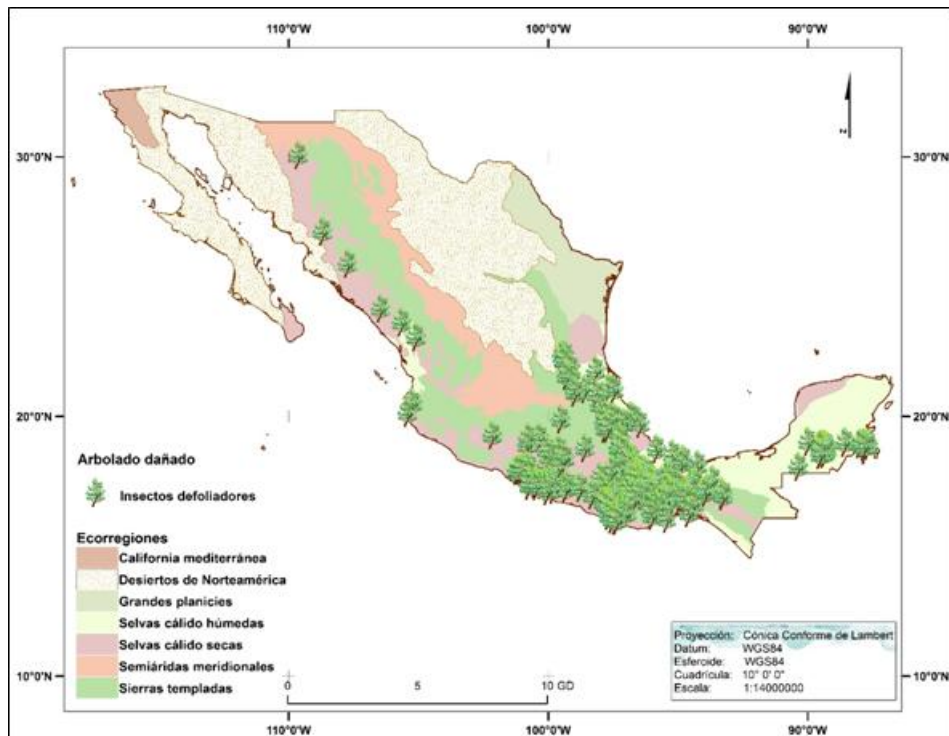 110°0'W 100°0'W 90°0'W
N
30°0'N 30°0'N
20°0'N 20°0'N
Arbolado dañado
Insectos defoliadores
Ecorregiones
California mediterránea
Desiertos de Norteamérica
Grandes planicies
Selvas cálido húmedas
Selvas cálido secas
Semiáridas meridionales
Sierras templadas
0 5 10 GD
Proyección: Cónica Conforme de Lambert
Datum: WGS84
Esferoide: WGS84
Cuadrícula: 10° 0' 0"
Escala: 1:14000000
10°0'N 10°0'N
110°0'W 100°0'W 90°0'W